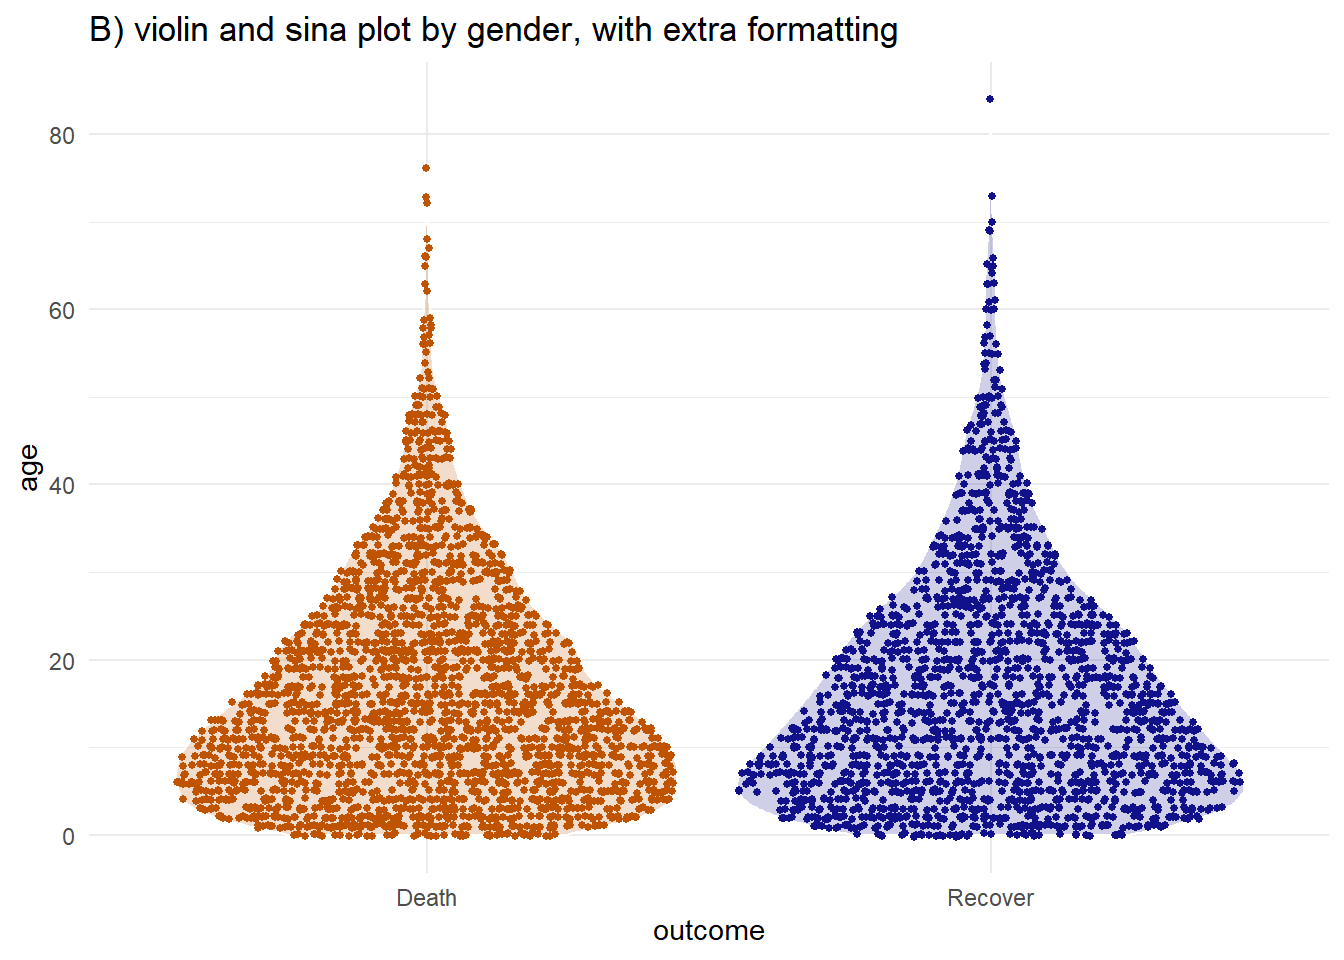 B) violin and sina plot by gender, with extra formatting
80
60
40
20
0
age
Death
Recover
outcome